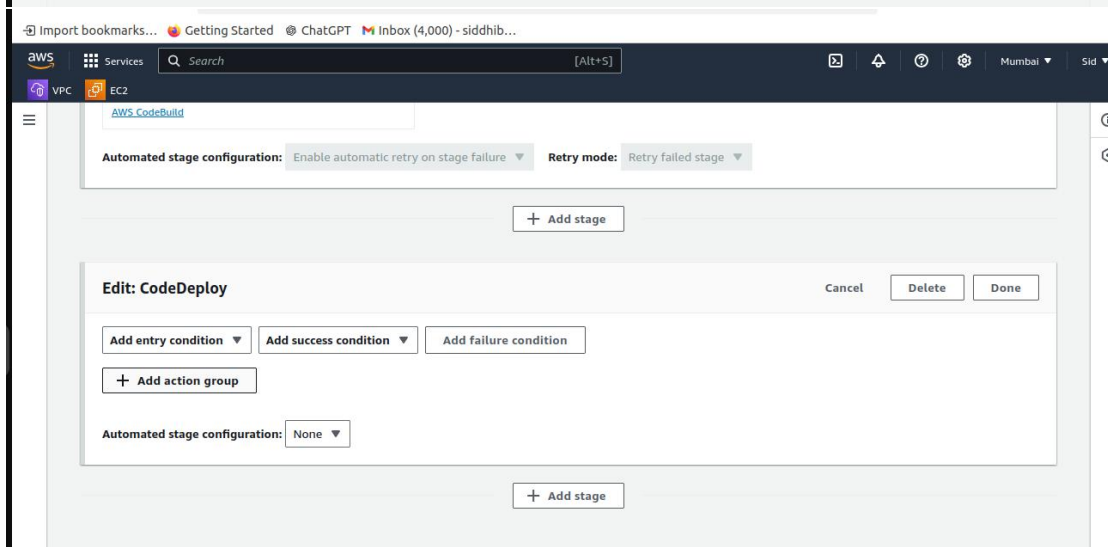 Import bookmarks... Getting Started ChatGPT Inbox (4,000) - siddhib...
aws Services Search [Alt+S] Mumbai ▼ Sid ▼
VPC EC2
AWS CodeBuild
Automated stage configuration: Enable automatic retry on stage failure ▼ Retry mode: Retry failed stage ▼
+ Add stage
Edit: CodeDeploy Cancel Delete Done
Add entry condition ▼ Add success condition ▼ Add failure condition
+ Add action group
Automated stage configuration: None ▼
+ Add stage